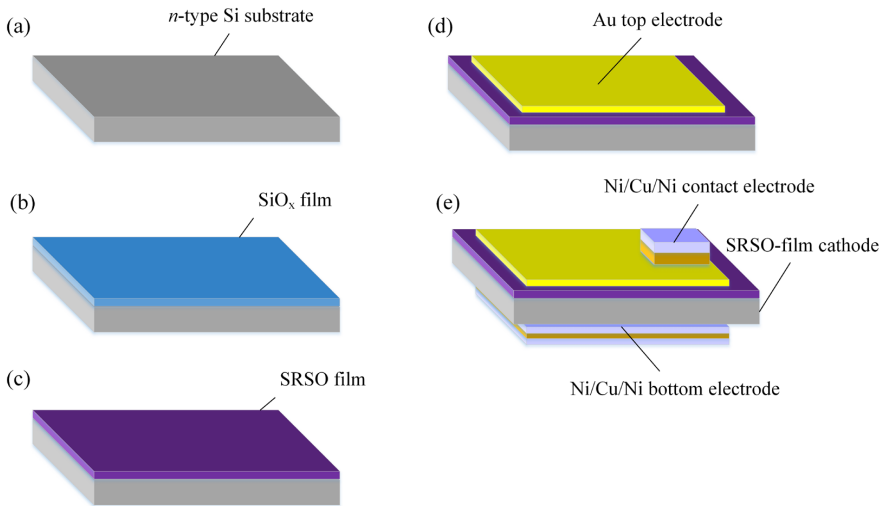 (a)
n-type Si substrate
(b)
SiOₓ film
(c)
SRSO film
(d)
Au top electrode
(e)
Ni/Cu/Ni contact electrode
SRSO-film cathode
Ni/Cu/Ni bottom electrode